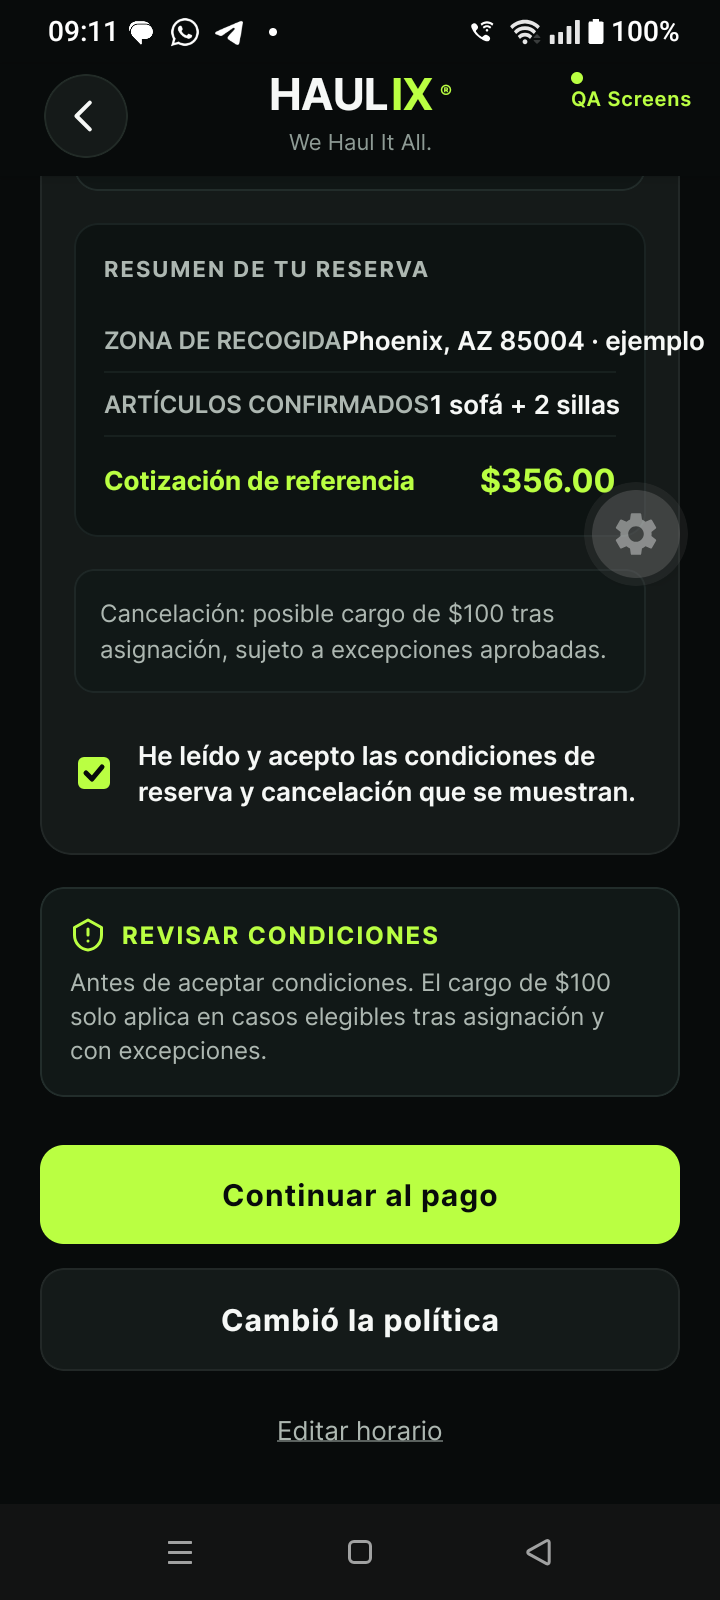 09:11
100%
HAULIX ®
QA Screens
We Haul It All.
RESUMEN DE TU RESERVA
ZONA DE RECOGIDAPhoenix, AZ 85004 · ejemplo
ARTÍCULOS CONFIRMADOS1 sofá + 2 sillas
Cotización de referencia $356.00
Cancelación: posible cargo de $100 tras
asignación, sujeto a excepciones aprobadas.
He leído y acepto las condiciones de
reserva y cancelación que se muestran.
REVISAR CONDICIONES
Antes de aceptar condiciones. El cargo de $100
solo aplica en casos elegibles tras asignación y
con excepciones.
Continuar al pago
Cambió la política
Editar horario